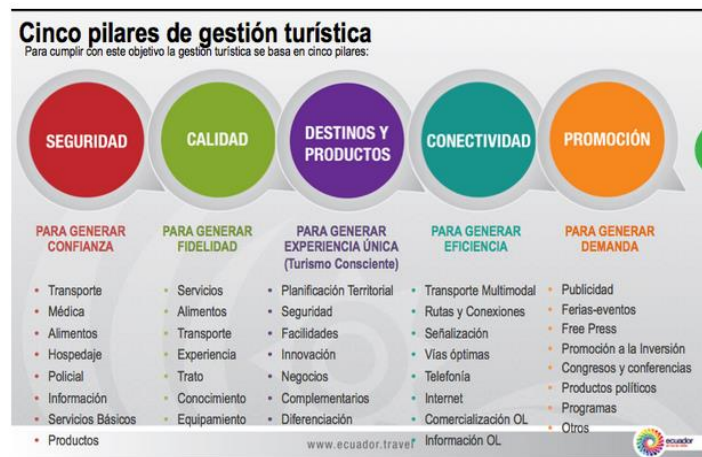 Cinco pilares de gestión turística
Para cumplir con este objetivo la gestión turística se basa en cinco pilares:
SEGURIDAD
CALIDAD
DESTINOS Y
PRODUCTOS
CONECTIVIDAD
PROMOCIÓN
PARA GENERAR
CONFIANZA
PARA GENERAR
FIDELIDAD
PARA GENERAR
EXPERIENCIA ÚNICA
(Turismo Consciente)
PARA GENERAR
EFICIENCIA
PARA GENERAR
DEMANDA
• Transporte
• Médica
• Alimentos
• Hospedaje
• Policial
• Información
• Servicios Básicos
• Productos
• Servicios
• Alimentos
• Transporte
• Experiencia
• Trato
• Conocimiento
• Equipamiento
• Planificación Territorial
• Seguridad
• Facilidades
• Innovación
• Negocios
• Complementarios
• Diferenciación
• Transporte Multimodal
• Rutas y Conexiones
• Señalización
• Vías óptimas
• Telefonía
• Internet
• Comercialización OL
• Información OL
• Publicidad
• Ferias-eventos
• Free Press
• Promoción a la Inversión
• Congresos y conferencias
• Productos políticos
• Programas
• Otros
www.ecuador.travel
ecuador